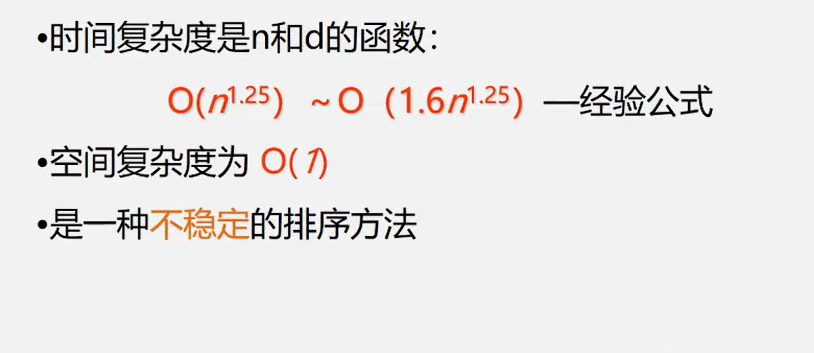 •时间复杂度是n和d的函数：
O(n^1.25) ~O（1.6n^1.25）—经验公式
•空间复杂度为 O(1)
•是一种不稳定的排序方法